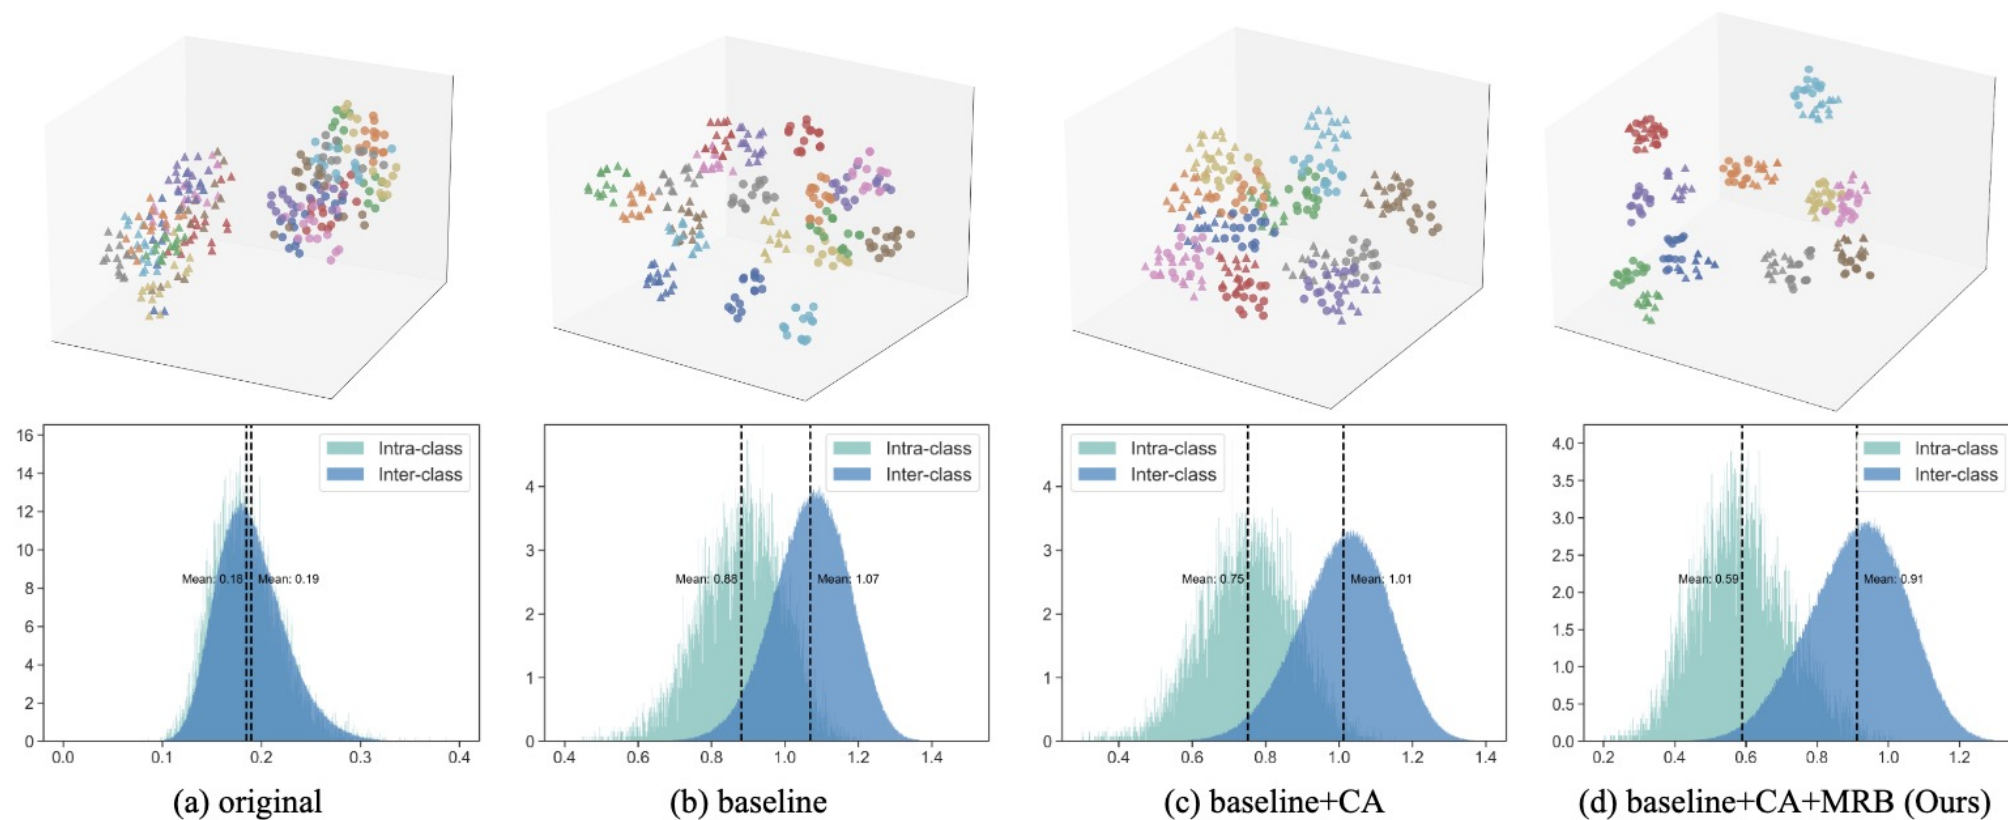 16
14
12
10
8
6
4
2
0
0.0 0.1 0.2 0.3 0.4
Intra-class
Inter-class
Mean: 0.18 Mean: 0.19
4
3
2
1
0
0.4 0.6 0.8 1.0 1.2 1.4
Intra-class
Inter-class
Mean: 0.88 Mean: 1.07
4
3
2
1
0
0.4 0.6 0.8 1.0 1.2 1.4
Intra-class
Inter-class
Mean: 0.75 Mean: 1.01
4.0
3.5
3.0
2.5
2.0
1.5
1.0
0.5
0.0
0.2 0.4 0.6 0.8 1.0 1.2
Intra-class
Inter-class
Mean: 0.59 Mean: 0.91
(a) original
(b) baseline
(c) baseline+CA
(d) baseline+CA+MRB (Ours)